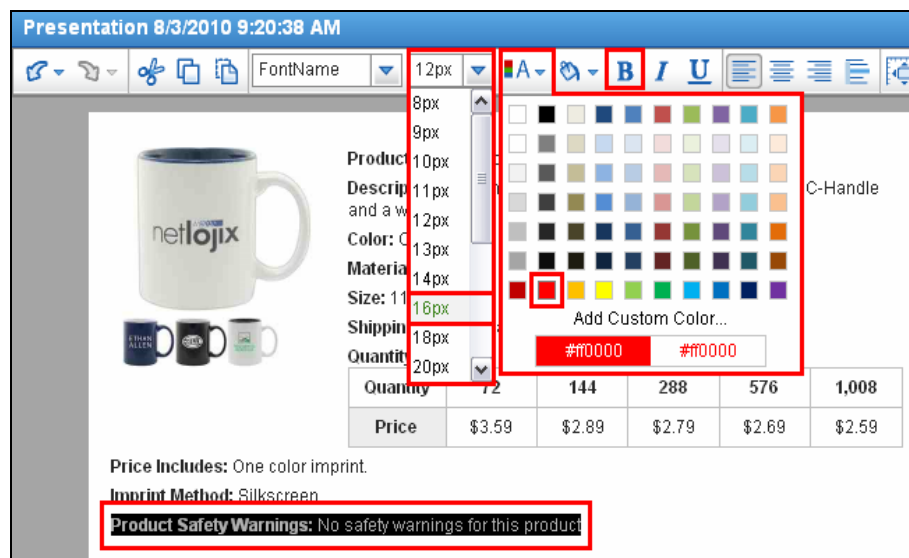 Presentation 8/3/2010 9:20:38 AM
FontName 12px A B I U
8px
9px
10px
11px
12px
13px
14px
16px
18px
20px
Add Custom Color...
#ff0000 #ff0000
Product
Descrip C-Handle
and a w
Color:
Materia
Size: 11
Shippin
Quantity
netlojix
ETHAN
ALLEN
Quantity 72 144 288 576 1,008
Price $3.59 $2.89 $2.79 $2.69 $2.59
Price Includes: One color imprint.
Imprint Method: Silkscreen
Product Safety Warnings: No safety warnings for this product